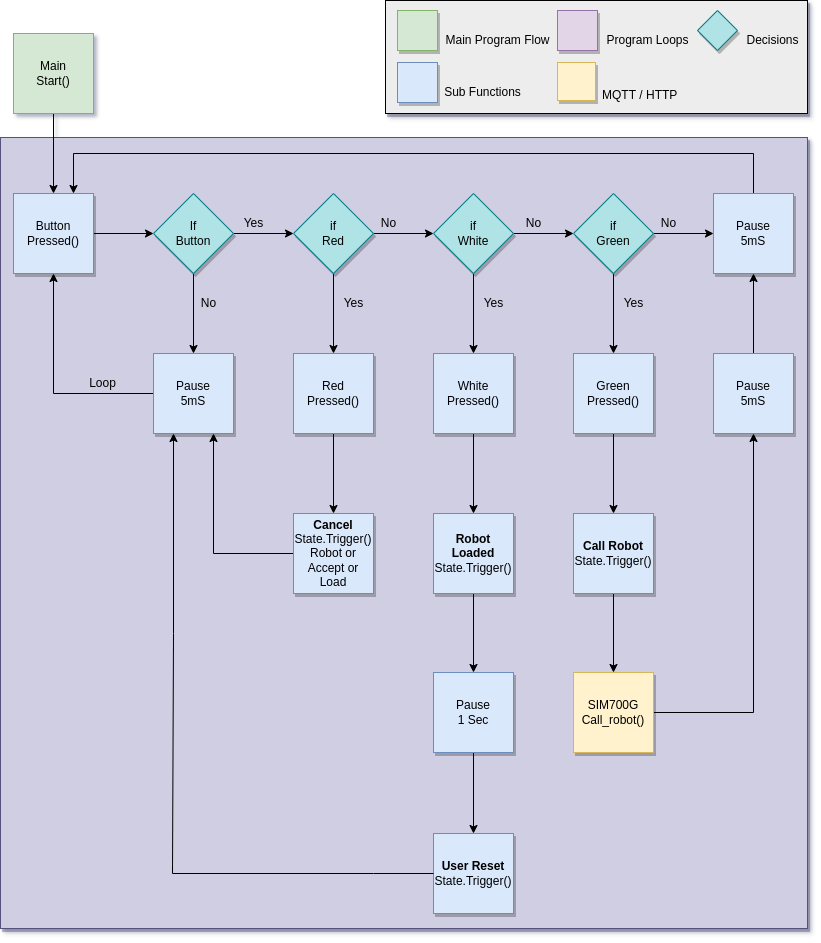 Main Program Flow
Program Loops
Decisions
Sub Functions
MQTT / HTTP
Main
Start()
Button
Pressed()
If
Button
Yes
if
Red
No
if
White
No
if
Green
No
Pause
5mS
No
Yes
Yes
Yes
Loop
Pause
5mS
Red
Pressed()
White
Pressed()
Green
Pressed()
Pause
5mS
Cancel
State.Trigger()
Robot or
Accept or
Load
Robot
Loaded
State.Trigger()
Call Robot
State.Trigger()
Pause
1 Sec
SIM700G
Call_robot()
User Reset
State.Trigger()